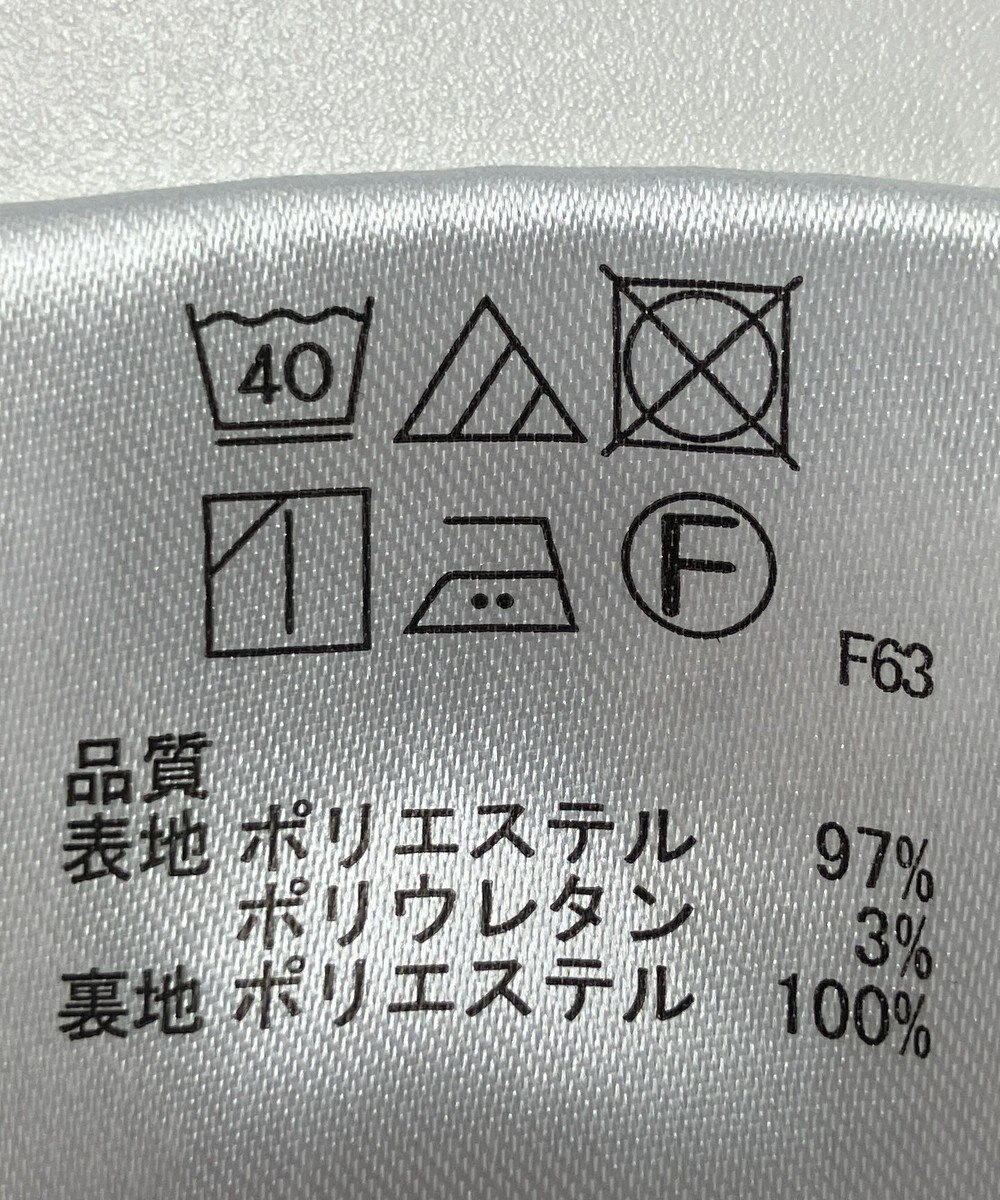 40
F
F63
品質
表地 ポリエステル 97%
ポリウレタン 3%
裏地 ポリエステル 100%